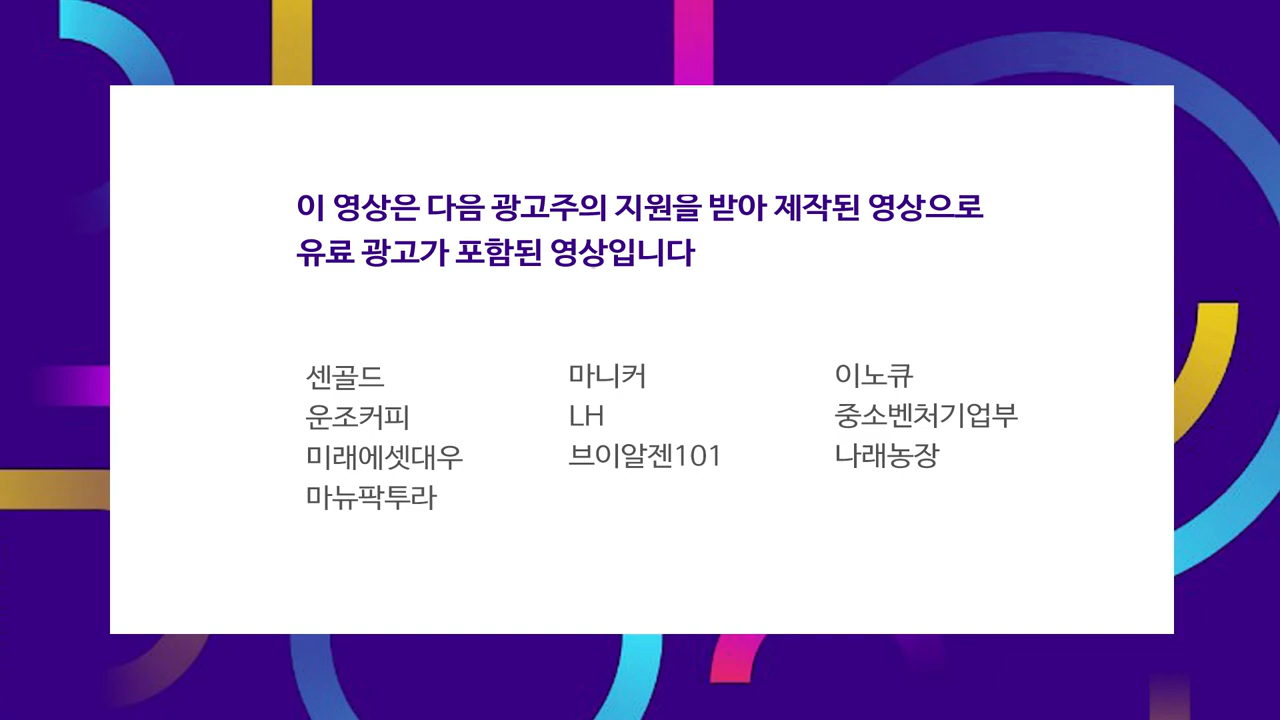 이 영상은 다음 광고주의 지원을 받아 제작된 영상으로
유료 광고가 포함된 영상입니다
센골드
운조커피
미래에셋대우
마뉴팍투라
마니커
LH
브이알젠101
이노큐
중소벤처기업부
나래농장